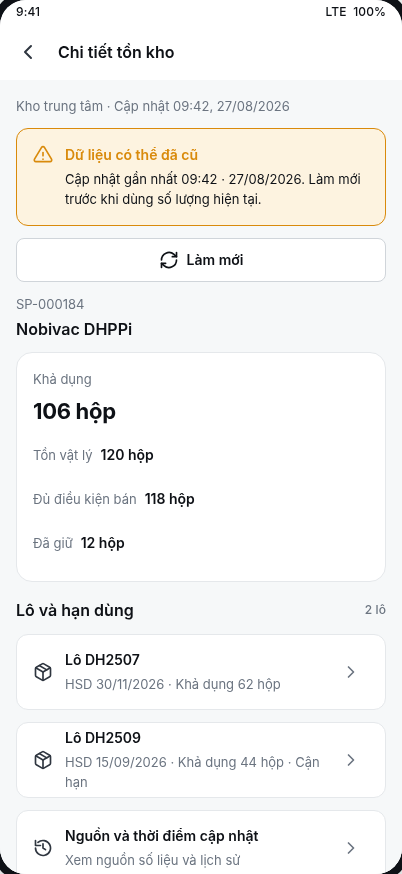 9:41 LTE 100%
Chi tiết tồn kho
Kho trung tâm · Cập nhật 09:42, 27/08/2026
Dữ liệu có thể đã cũ
Cập nhật gần nhất 09:42 · 27/08/2026. Làm mới
trước khi dùng số lượng hiện tại.
Làm mới
SP-000184
Nobivac DHPPi
Khả dụng
106 hộp
Tồn vật lý 120 hộp
Đủ điều kiện bán 118 hộp
Đã giữ 12 hộp
Lô và hạn dùng 2 lô
Lô DH2507
HSD 30/11/2026 · Khả dụng 62 hộp
Lô DH2509
HSD 15/09/2026 · Khả dụng 44 hộp · Cận
hạn
Nguồn và thời điểm cập nhật
Xem nguồn số liệu và lịch sử